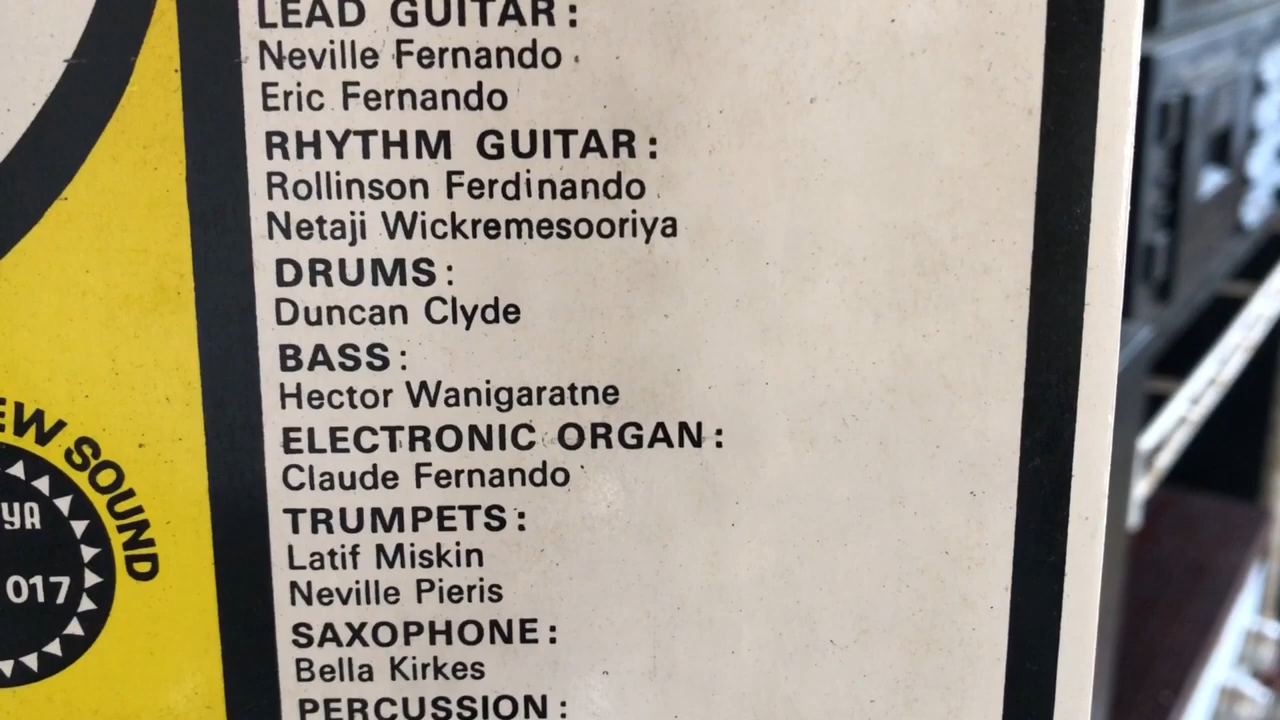 LEAD GUITAR:
Neville Fernando
Eric Fernando
RHYTHM GUITAR:
Rollinson Ferdinando
Netaji Wickremesooriya
DRUMS:
Duncan Clyde
BASS:
Hector Wanigaratne
ELECTRONIC ORGAN:
Claude Fernando
TRUMPETS:
Latif Miskin
Neville Pieris
SAXOPHONE:
Bella Kirkes
PERCUSSION:
EW SOUND
YA
017